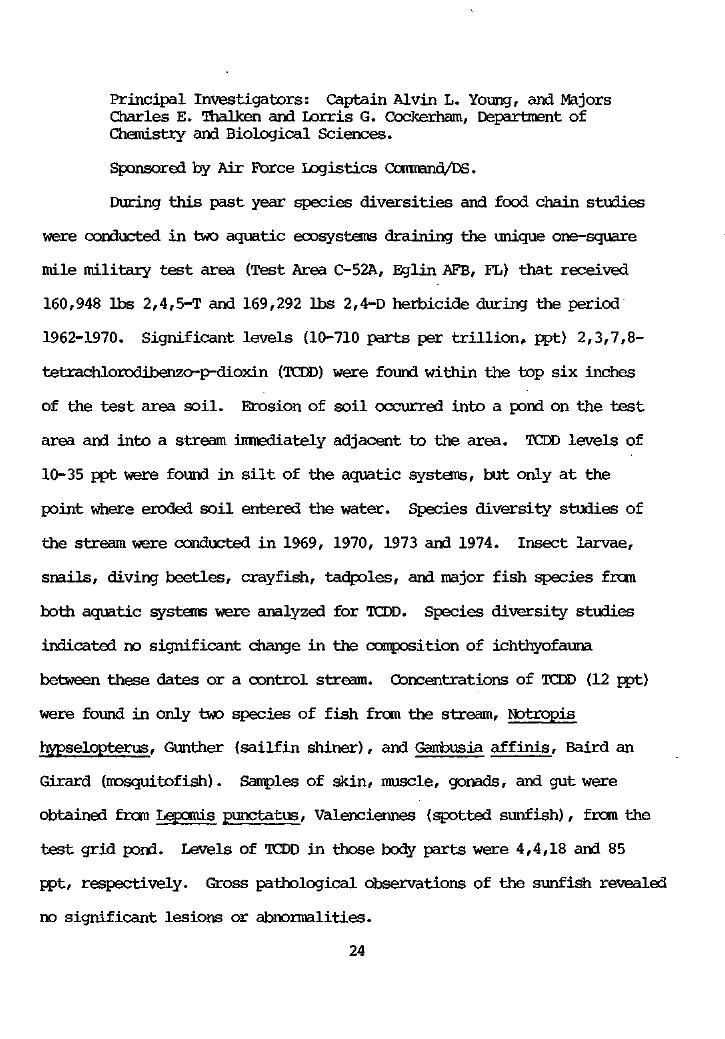 Principal Investigators: Captain Alvin L. Young, and Majors
Charles E. Thalken and Lorris G. Cockerham, Department of
Chemistry and Biological Sciences.
Sponsored by Air Force Logistics Command/DS.
During this past year species diversities and food chain studies
were conducted in two aquatic ecosystems draining the unique one-square
mile military test area (Test Area C-52A, Eglin AFB, FL) that received
160,948 lbs 2,4,5-T and 169,292 lbs 2,4-D herbicide during the period
1962-1970. Significant levels (10-710 parts per trillion, ppt) 2,3,7,8-
tetrachlorodibenzo-p-dioxin (TCDD) were found within the top six inches
of the test area soil. Erosion of soil occurred into a pond on the test
area and into a stream immediately adjacent to the area. TCDD levels of
10-35 ppt were found in silt of the aquatic systems, but only at the
point where eroded soil entered the water. Species diversity studies of
the stream were conducted in 1969, 1970, 1973 and 1974. Insect larvae,
snails, diving beetles, crayfish, tadpoles, and major fish species from
both aquatic systems were analyzed for TCDD. Species diversity studies
indicated no significant change in the composition of ichthyofauna
between these dates or a control stream. Concentrations of TCDD (12 ppt)
were found in only two species of fish from the stream, Notropis
hypselopterus, Gunther (sailfin shiner), and Gambusia affinis, Baird an
Girard (mosquitofish). Samples of skin, muscle, gonads, and gut were
obtained from Lepomis punctatus, Valenciennes (spotted sunfish), from the
test grid pond. Levels of TCDD in those body parts were 4,4,18 and 85
ppt, respectively. Gross pathological observations of the sunfish revealed
no significant lesions or abnormalities.
24